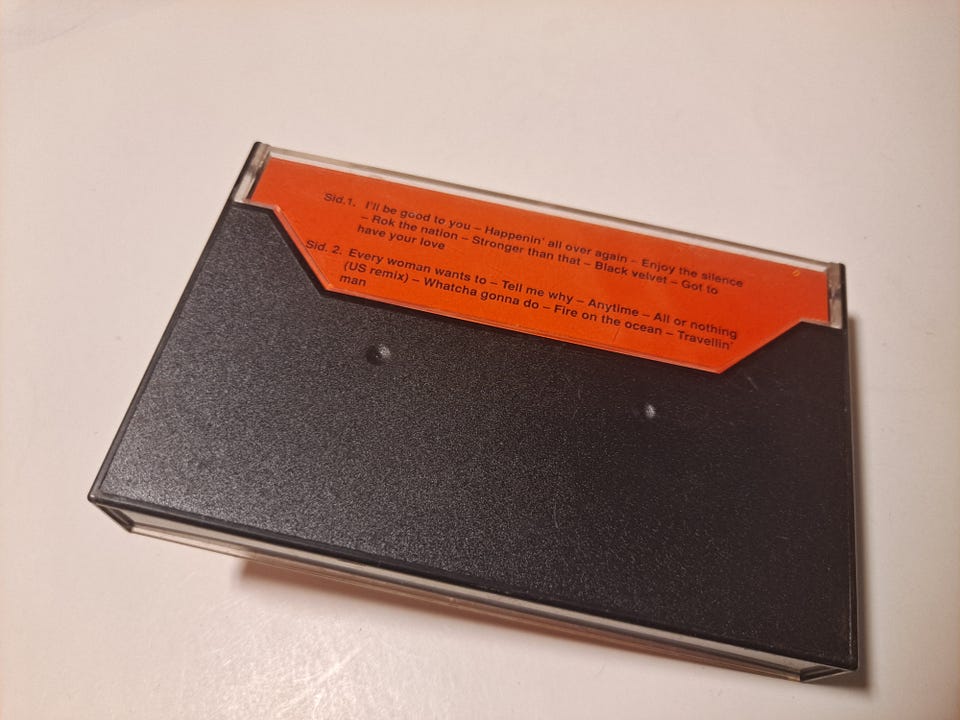 Sid.1. I'll be good to you – Happenin' all over again – Enjoy the silence
– Rok the nation – Stronger than that – Black velvet – Got to
have your love
Sid. 2. Every woman wants to – Tell me why – Anytime – All or nothing
(US remix) – Whatcha gonna do – Fire on the ocean – Travellin'
man